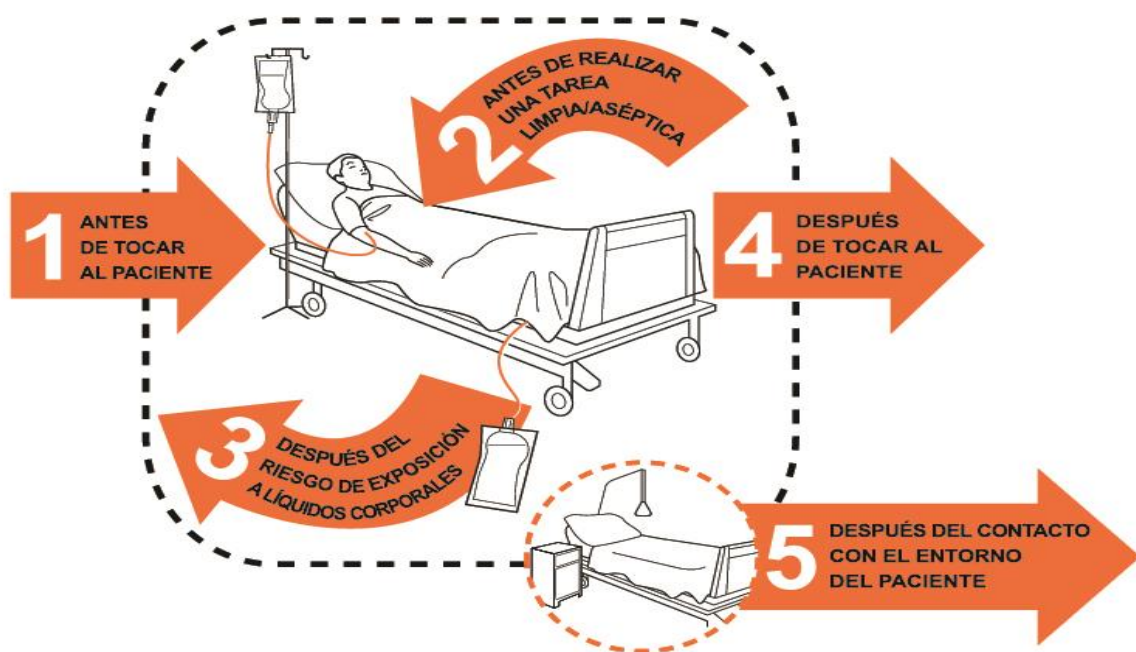 1
ANTES
DE TOCAR
AL PACIENTE
2
ANTES DE REALIZAR
UNA TAREA
LIMPIA/ASÉPTICA
3
DESPUÉS DEL
RIESGO DE EXPOSICIÓN
A LÍQUIDOS CORPORALES
4
DESPUÉS
DE TOCAR AL
PACIENTE
5
DESPUÉS DEL CONTACTO
CON EL ENTORNO
DEL PACIENTE